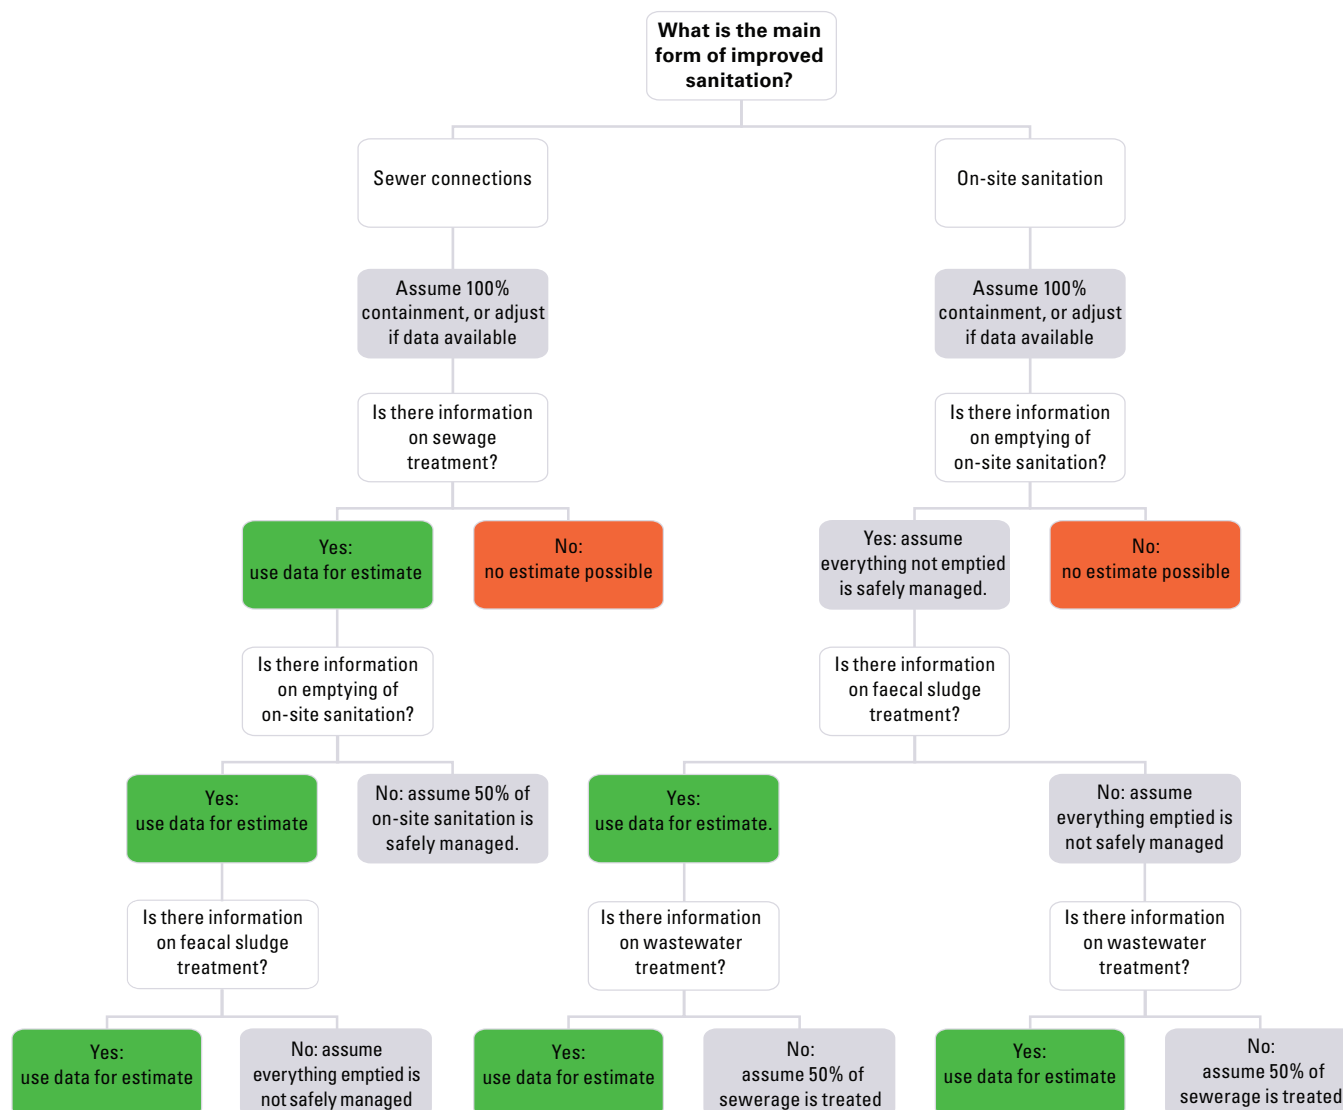 What is the main
form of improved
sanitation?
Sewer connections
On-site sanitation
Assume 100%
containment, or adjust
if data available
Assume 100%
containment, or adjust
if data available
Is there information
on sewage
treatment?
Is there information
on emptying of
on-site sanitation?
Yes:
use data for estimate
No:
no estimate possible
Yes: assume
everything not emptied
is safely managed.
No:
no estimate possible
Is there information
on emptying of
on-site sanitation?
Is there information
on faecal sludge
treatment?
Yes:
use data for estimate
No: assume 50% of
on-site sanitation is
safely managed.
Yes:
use data for estimate.
No: assume
everything emptied is
not safely managed
Is there information
on feacal sludge
treatment?
Is there information
on wastewater
treatment?
Is there information
on wastewater
treatment?
Yes:
use data for estimate
No: assume
everything emptied is
not safely managed
Yes:
use data for estimate
No:
assume 50% of
sewerage is treated
Yes:
use data for estimate
No:
assume 50% of
sewerage is treated